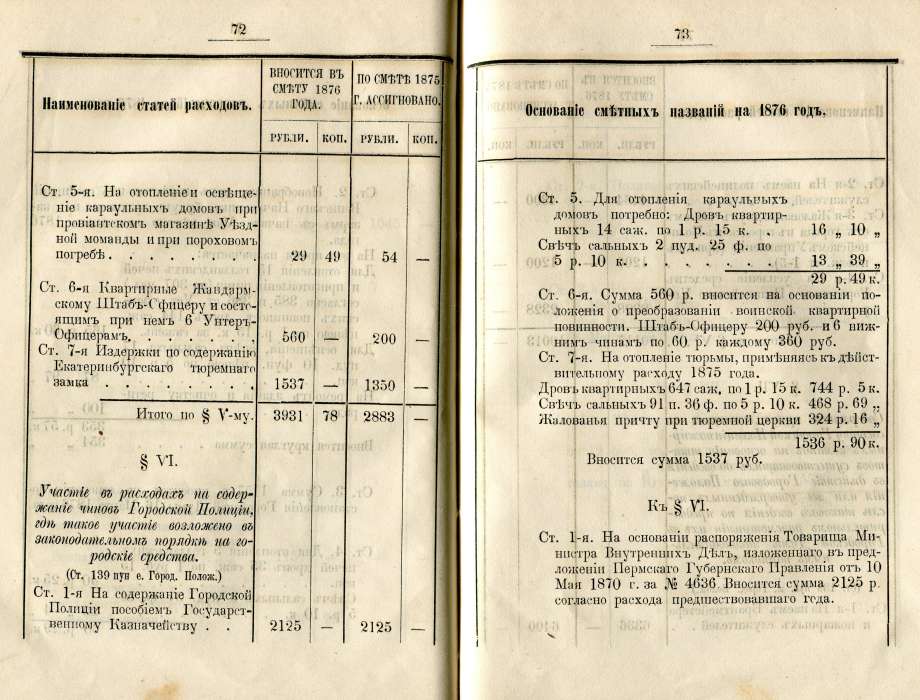 72
Наименованіе статей расходовъ.
ВНОСИТСЯ ВЪ СМѢТУ 1876 ГОДА.
ПО СМѢТѢ 1875 Г. АССИГНОВАНО.
РУБЛИ. КОП. РУБЛИ. КОП.
Ст. 5-я. На отопленіе и освѣще-
ніе караульныхъ домовъ при
провіантскомъ магазинѣ Уѣзд-
ной моманды и при пороховомъ
погребѣ . . . . . . . 29 49 54 —
Ст. 6-я Квартирные Жандарм-
скому Штабъ-Офицеру и состо-
ящимъ при немъ 6 Унтеръ-
Офицерамъ. . . . . . . 560 — 200 —
Ст. 7-я Издержки по содержанію
Екатеринбургскаго тюремнаго
замка . . . . . . . . 1537 — 1350 —
Итого по § V-му. 3931 78 2883 —
§ VI.
Участіе въ расходахъ на содер-
жаніе чиновъ Городской Полиціи,
гдѣ такое участіе возложено въ
законодательномъ порядкѣ на го-
родскіе средства.
(Ст. 139 пун е. Город. Полож.)
Ст. 1-я На содержаніе Городской
Полиціи пособіемъ Государст-
венному Казначейству . . 2125 — 2125 —
73
Основаніе смѣтныхъ названій на 1876 годъ.
Ст. 5. Для отопленія караульныхъ
домовъ потребно: Дровъ квартир-
ныхъ 14 саж. по 1 р. 15 к. . 16 „ 10 „
Свѣчъ сальныхъ 2 пуд. 25 ф. по
5 р. 10 к. . . . . . . . 13 „ 39 „
29 р. 49 к.
Ст. 6-я. Сумма 560 р. вносится на основаніи по-
ложенія о преобразованіи воинской квартирной
повинности. Штабъ-Офицеру 200 руб. и 6 ниж-
нимъ чинамъ по 60 р. каждому 360 руб.
Ст. 7-я. На отопленіе тюрьмы, примѣняясь къ дѣйст-
вительному расходу 1875 года.
Дровъ квартирныхъ 647 саж. по 1 р. 15 к. 744 р. 5 к.
Свѣчъ сальныхъ 91 п. 36 ф. по 5 р. 10 к. 468 р. 69 „
Жалованья причту при тюремной церкви 324 р. 16 „
1536 р. 90 к.
Вносится сумма 1537 руб.
Къ § VI.
Ст. 1-я. На основаніи распоряженія Товарища Ми-
нистра Внутреннихъ Дѣлъ, изложеннаго въ пред-
ложеніи Пермскаго Губернскаго Правленія отъ 10
Мая 1870 г. за № 4636. Вносится сумма 2125 р.
согласно расхода предшествовавшаго года.